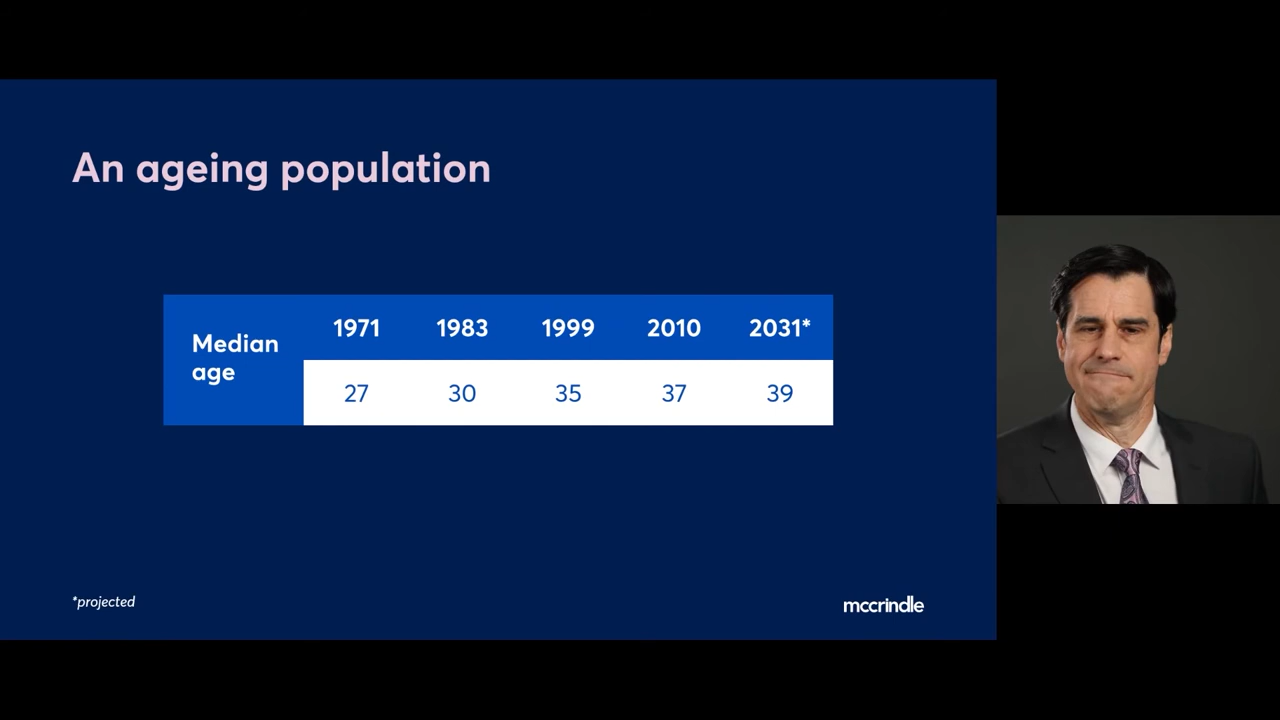 An ageing population
Median
age
1971 1983 1999 2010 2031*
27 30 35 37 39
*projected
mccrindle